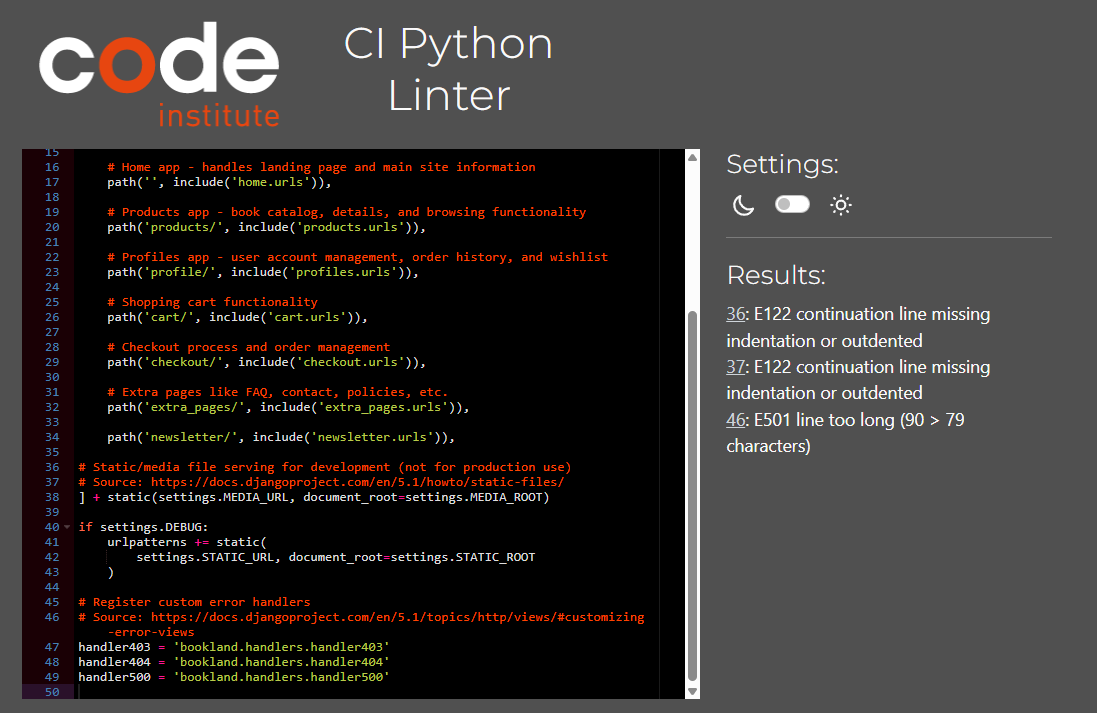 code
institute
CI Python
Linter
15
16 # Home app - handles landing page and main site information
17 path('', include('home.urls')),
18
19 # Products app - book catalog, details, and browsing functionality
20 path('products/', include('products.urls')),
21
22 # Profiles app - user account management, order history, and wishlist
23 path('profile/', include('profiles.urls')),
24
25 # Shopping cart functionality
26 path('cart/', include('cart.urls')),
27
28 # Checkout process and order management
29 path('checkout/', include('checkout.urls')),
30
31 # Extra pages like FAQ, contact, policies, etc.
32 path('extra_pages/', include('extra_pages.urls')),
33
34 path('newsletter/', include('newsletter.urls')),
35
36 # Static/media file serving for development (not for production use)
37 # Source: https://docs.djangoproject.com/en/5.1/howto/static-files/
38 ] + static(settings.MEDIA_URL, document_root=settings.MEDIA_ROOT)
39
40 if settings.DEBUG:
41 urlpatterns += static(
42 settings.STATIC_URL, document_root=settings.STATIC_ROOT
43 )
44
45 # Register custom error handlers
46 # Source: https://docs.djangoproject.com/en/5.1/topics/http/views/#customizing
-error-views
47 handler403 = 'bookland.handlers.handler403'
48 handler404 = 'bookland.handlers.handler404'
49 handler500 = 'bookland.handlers.handler500'
50
Settings:
Results:
36: E122 continuation line missing
indentation or outdented
37: E122 continuation line missing
indentation or outdented
46: E501 line too long (90 > 79
characters)